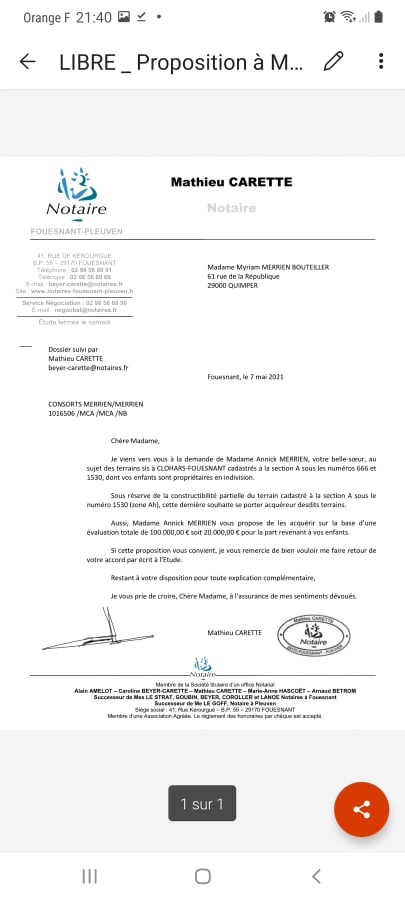 Orange F 21:40
LIBRE _ Proposition à M...
Notaire
FOUESNANT-PLEUVEN
Mathieu CARETTE
Notaire
41, RUE DE KEROURGUE
B.P. 55 – 29170 FOUESNANT
Téléphone : 02 98 56 00 01
Télécopie : 02 98 56 60 68
E-mail : beyer-carette@notaires.fr
Site : www.notaires-fouesnant-pleuven.fr
Service Négociation : 02 98 56 68 90
E-mail : negocbat@notaires.fr
Étude fermée le samedi
Madame Myriam MERRIEN BOUTEILLER
61 rue de la République
29000 QUIMPER
Dossier suivi par
Mathieu CARETTE
beyer-carette@notaires.fr
Fouesnant, le 7 mai 2021
CONSORTS MERRIEN/MERRIEN
1016506 /MCA /MCA /NB
Chère Madame,
Je viens vers vous à la demande de Madame Annick MERRIEN, votre belle-sœur, au
sujet des terrains sis à CLOHARS-FOUESNANT cadastrés à la section A sous les numéros 666 et
1530, dont vos enfants sont propriétaires en indivision.
Sous réserve de la constructibilité partielle du terrain cadastré à la section A sous le
numéro 1530 (zone Ah), cette dernière souhaite se porter acquéreur desdits terrains.
Aussi, Madame Annick MERRIEN vous propose de les acquérir sur la base d'une
évaluation totale de 100.000,00 € soit 20.000,00 € pour la part revenant à vos enfants.
Si cette proposition vous convient, je vous remercie de bien vouloir me faire retour de
votre accord par écrit à l'Etude.
Restant à votre disposition pour toute explication complémentaire,
Je vous prie de croire, Chère Madame, à l'assurance de mes sentiments dévoués.
Mathieu CARETTE
Mathieu CARETTE
Notaire
FOUESNANT - PLEUVEN
Notaire
Membre de la Société titulaire d'un office Notarial
Alain AMELOT – Caroline BEYER-CARETTE – Mathieu CARETTE – Marie-Anne HASCOËT – Arnaud BETROM
Successeur de Mes LE STRAT, GOUBIN, BEYER, COROLLER et LANOE Notaires à Fouesnant
Successeur de Me LE GOFF, Notaire à Pleuven
Siège social : 41, Rue Kerourgué – B.P. 55 – 29170 FOUESNANT
Membre d'une Association Agréée. Le règlement des honoraires par chèque est accepté.
1 sur 1